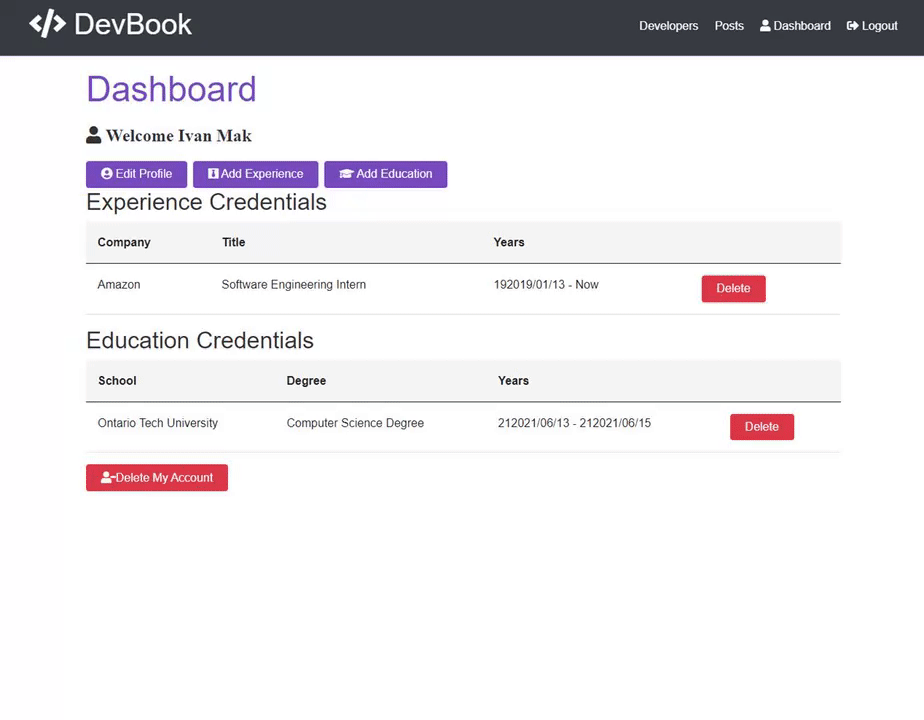 DevBook
Developers Posts Dashboard Logout
Dashboard
Welcome Ivan Mak
Edit Profile Add Experience Add Education
Experience Credentials
Company Title Years
Amazon Software Engineering Intern 192019/01/13 - Now Delete
Education Credentials
School Degree Years
Ontario Tech University Computer Science Degree 212021/06/13 - 212021/06/15 Delete
Delete My Account